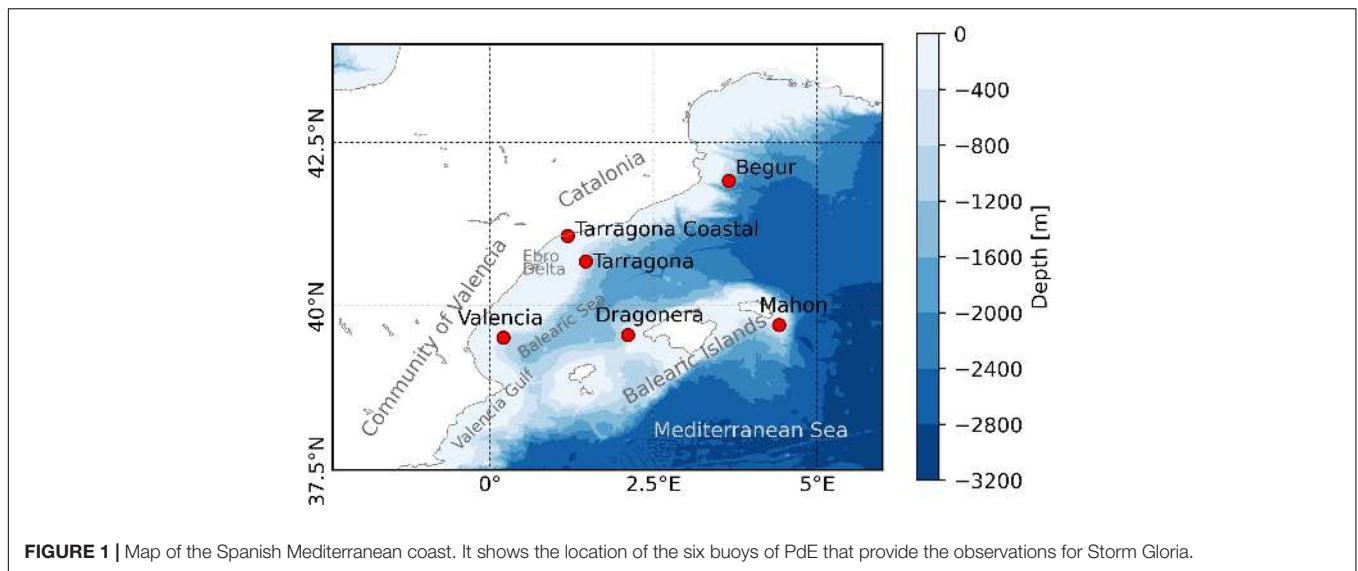 42.5°N
40°N
37.5°N
0°
2.5°E
5°E
Catalonia
Begur
Tarragona Coastal
Ebro
Delta
Tarragona
Community of Valencia
Valencia
Balearic Sea
Dragonera
Mahon
Balearic Islands
Valencia Gulf
Mediterranean Sea
0
−400
−800
−1200
−1600
−2000
−2400
−2800
−3200
Depth [m]
FIGURE 1 | Map of the Spanish Mediterranean coast. It shows the location of the six buoys of PdE that provide the observations for Storm Gloria.